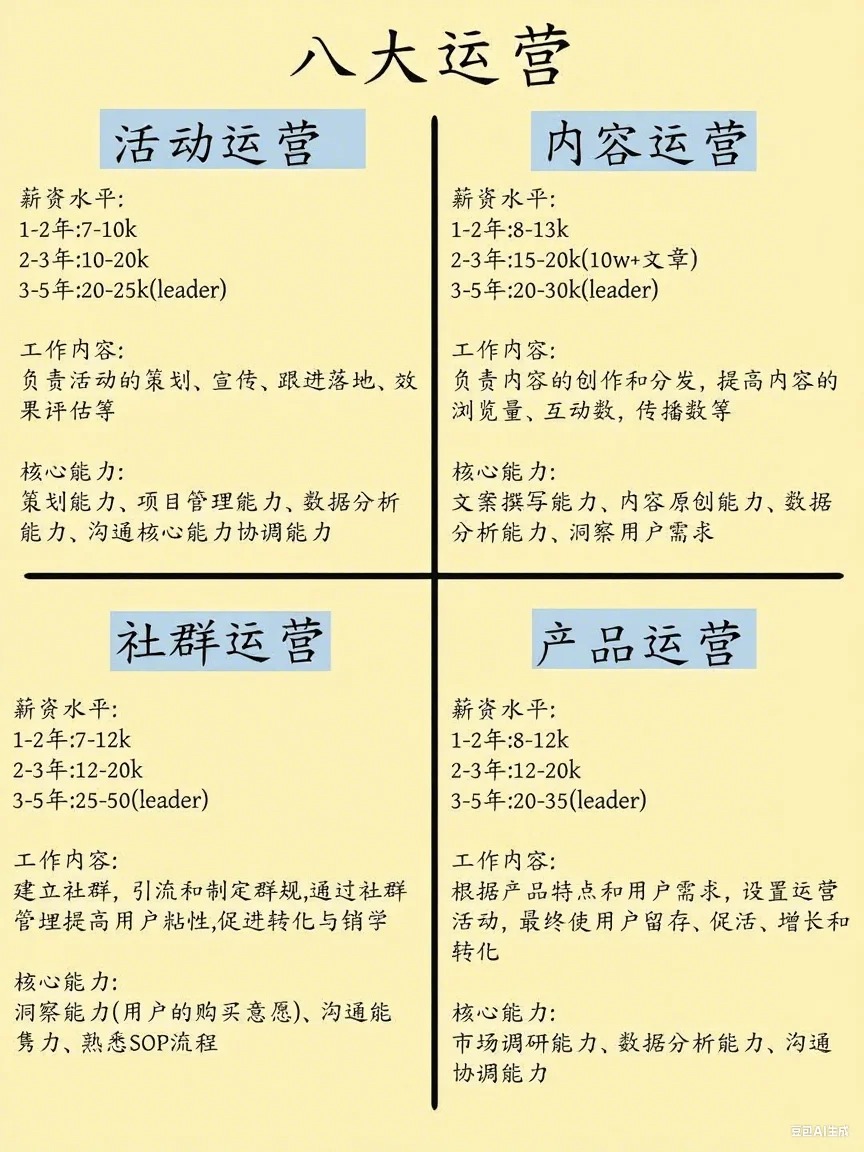 八大运营
活动运营
薪资水平:
1-2年:7-10k
2-3年:10-20k
3-5年:20-25k(leader)
工作内容:
负责活动的策划、宣传、跟进落地、效
果评估等
核心能力:
策划能力、项目管理能力、数据分析
能力、沟通核心能力协调能力
内容运营
薪资水平:
1-2年:8-13k
2-3年:15-20k(10w+文章)
3-5年:20-30k(leader)
工作内容:
负责内容的创作和分发, 提高内容的
浏览量、互动数, 传播数等
核心能力:
文案撰写能力、内容原创能力、数据
分析能力、洞察用户需求
社群运营
薪资水平:
1-2年:7-12k
2-3年:12-20k
3-5年:25-50(leader)
工作内容:
建立社群, 引流和制定群规,通过社群
管理提高用户粘性,促进转化与销学
核心能力:
洞察能力(用户的购买意愿)、沟通能
隽力、熟悉SOP流程
产品运营
薪资水平:
1-2年:8-12k
2-3年:12-20k
3-5年:20-35(leader)
工作内容:
根据产品特点和用户需求, 设置运营
活动, 最终使用户留存、促活、增长和
转化
核心能力:
市场调研能力、数据分析能力、沟通
协调能力
豆包AI生成